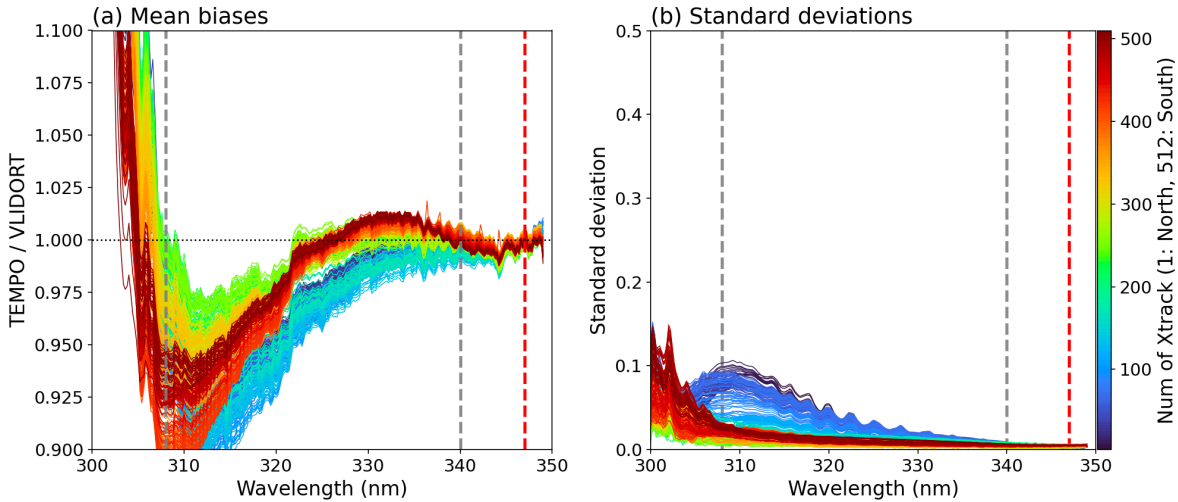 (a) Mean biases
TEMPO / VLIDORT
1.100
1.075
1.050
1.025
1.000
0.975
0.950
0.925
0.900
300 310 320 330 340 350
Wavelength (nm)
(b) Standard deviations
Standard deviation
0.5
0.4
0.3
0.2
0.1
0.0
300 310 320 330 340 350
Wavelength (nm)
500
400
300
200
100
Num of Xtrack (1: North, 512: South)